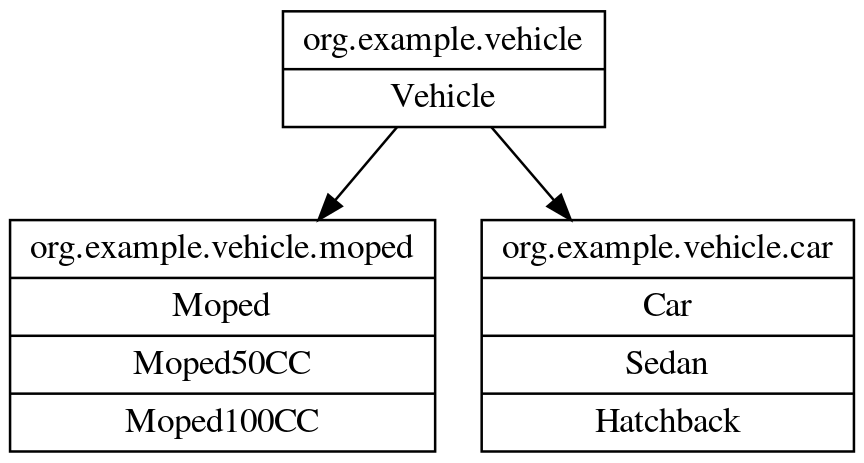 org.example.vehicle
Vehicle
org.example.vehicle.moped
Moped
Moped50CC
Moped100CC
org.example.vehicle.car
Car
Sedan
Hatchback